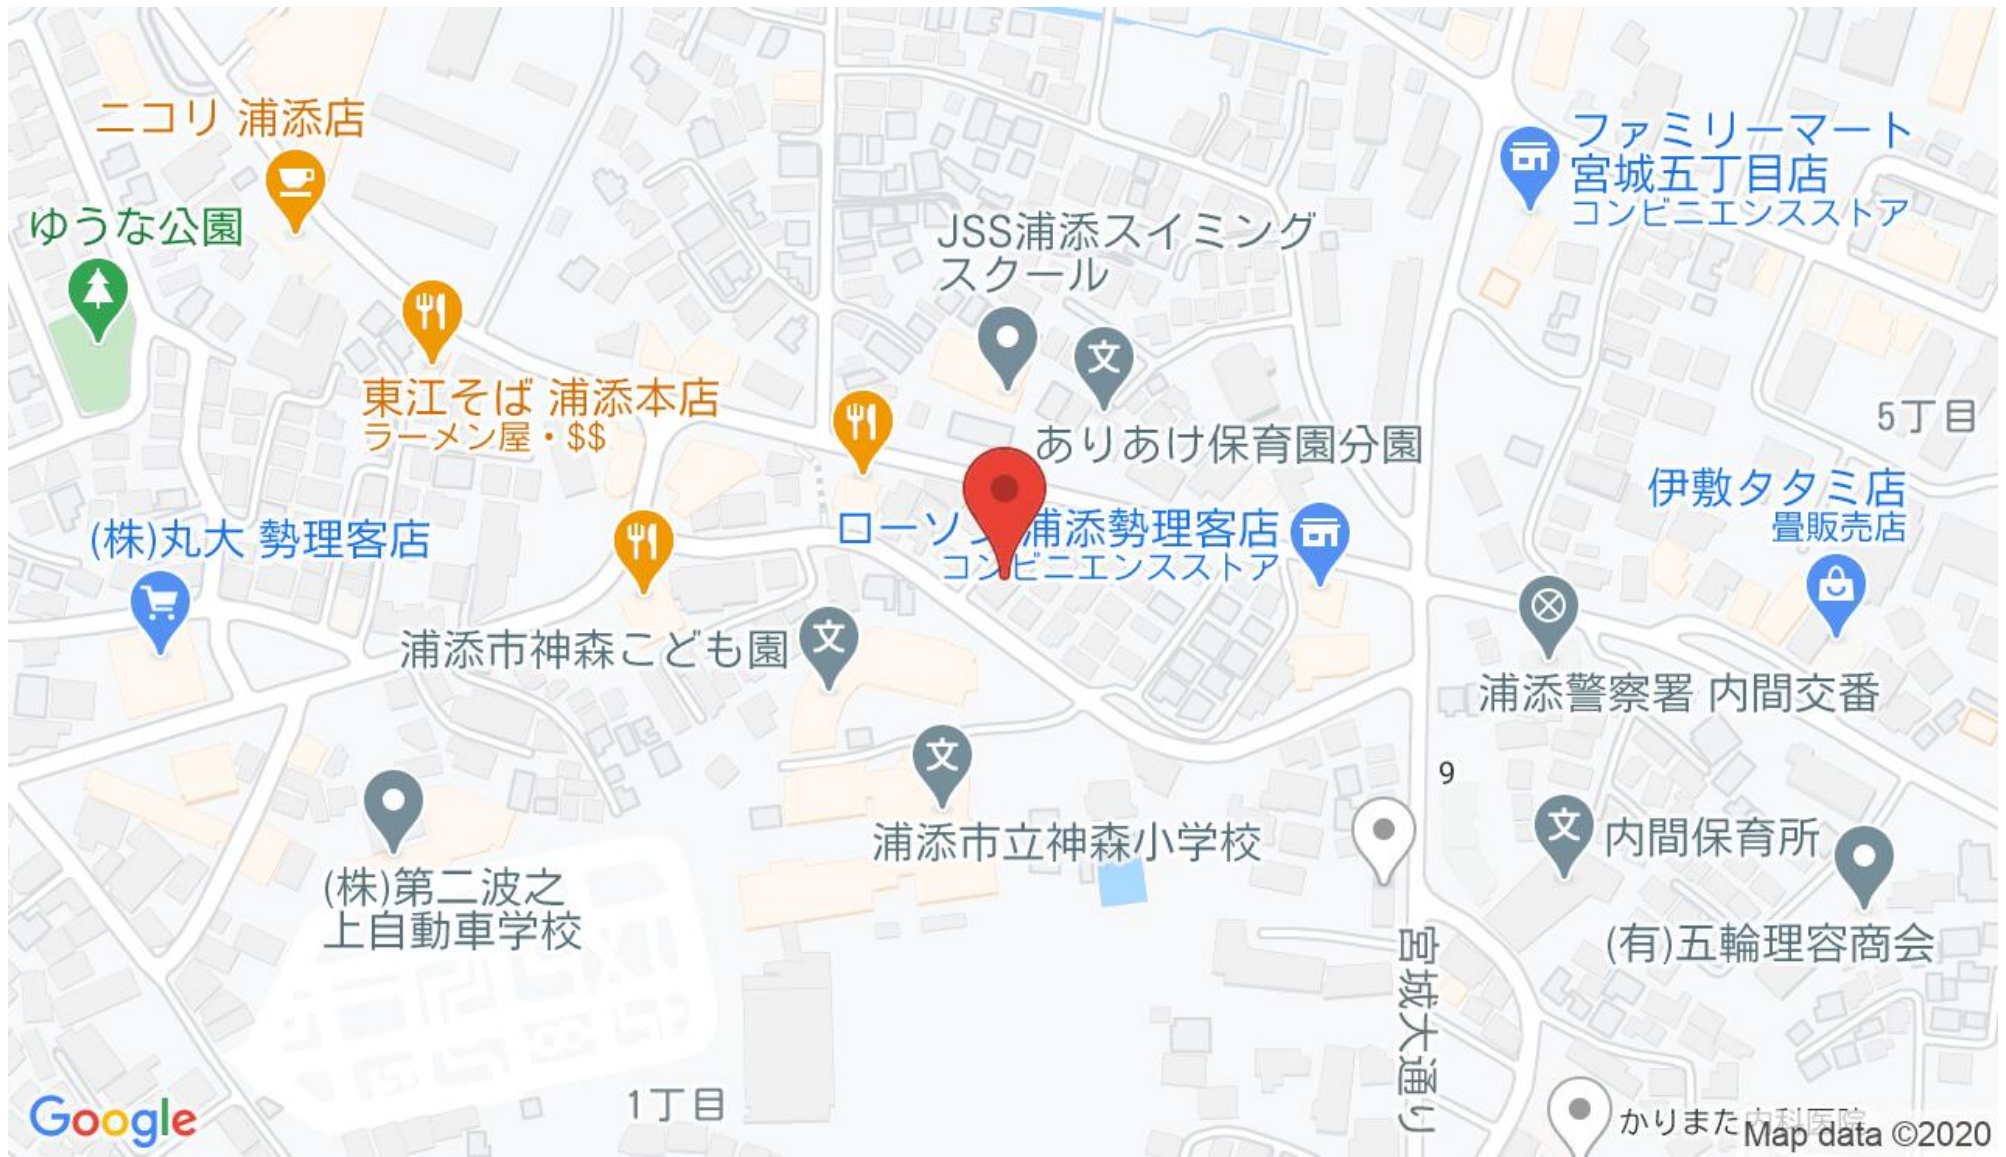 ニコリ 浦添店
ファミリーマート
宮城五丁目店
コンビニエンスストア
ゆうな公園
JSS浦添スイミング
スクール
東江そば 浦添本店
ラーメン屋・$$
ありあけ保育園分園
5丁目
伊敷タタミ店
畳販売店
(株)丸大 勢理客店
ローソン 浦添勢理客店
コンビニエンスストア
浦添市神森こども園
浦添警察署 内間交番
9
浦添市立神森小学校
内間保育所
(株)第二波之
上自動車学校
(有)五輪理容商会
宮城大通り
1丁目
かりまた内科医院
Google
Map data ©2020